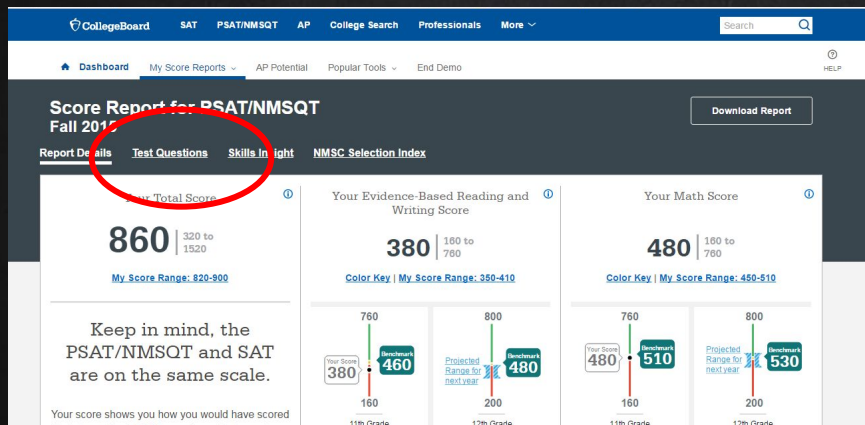 CollegeBoard SAT PSAT/NMSQT AP College Search Professionals More Search
HELP
Dashboard My Score Reports AP Potential Popular Tools End Demo
Score Report for PSAT/NMSQT
Fall 2015
Download Report
Report Details Test Questions Skills Insight NMSC Selection Index
Your Total Score
860 320 to
1520
My Score Range: 820-900
Keep in mind, the
PSAT/NMSQT and SAT
are on the same scale.
Your score shows you how you would have scored
Your Evidence-Based Reading and
Writing Score
380 160 to
760
Color Key | My Score Range: 350-410
760
Your Score
380
Benchmark
460
160
11th Grade
800
Projected
Range for
next year
Benchmark
480
200
12th Grade
Your Math Score
480 160 to
760
Color Key | My Score Range: 450-510
760
Your Score
480
Benchmark
510
160
11th Grade
800
Projected
Range for
next year
Benchmark
530
200
12th Grade